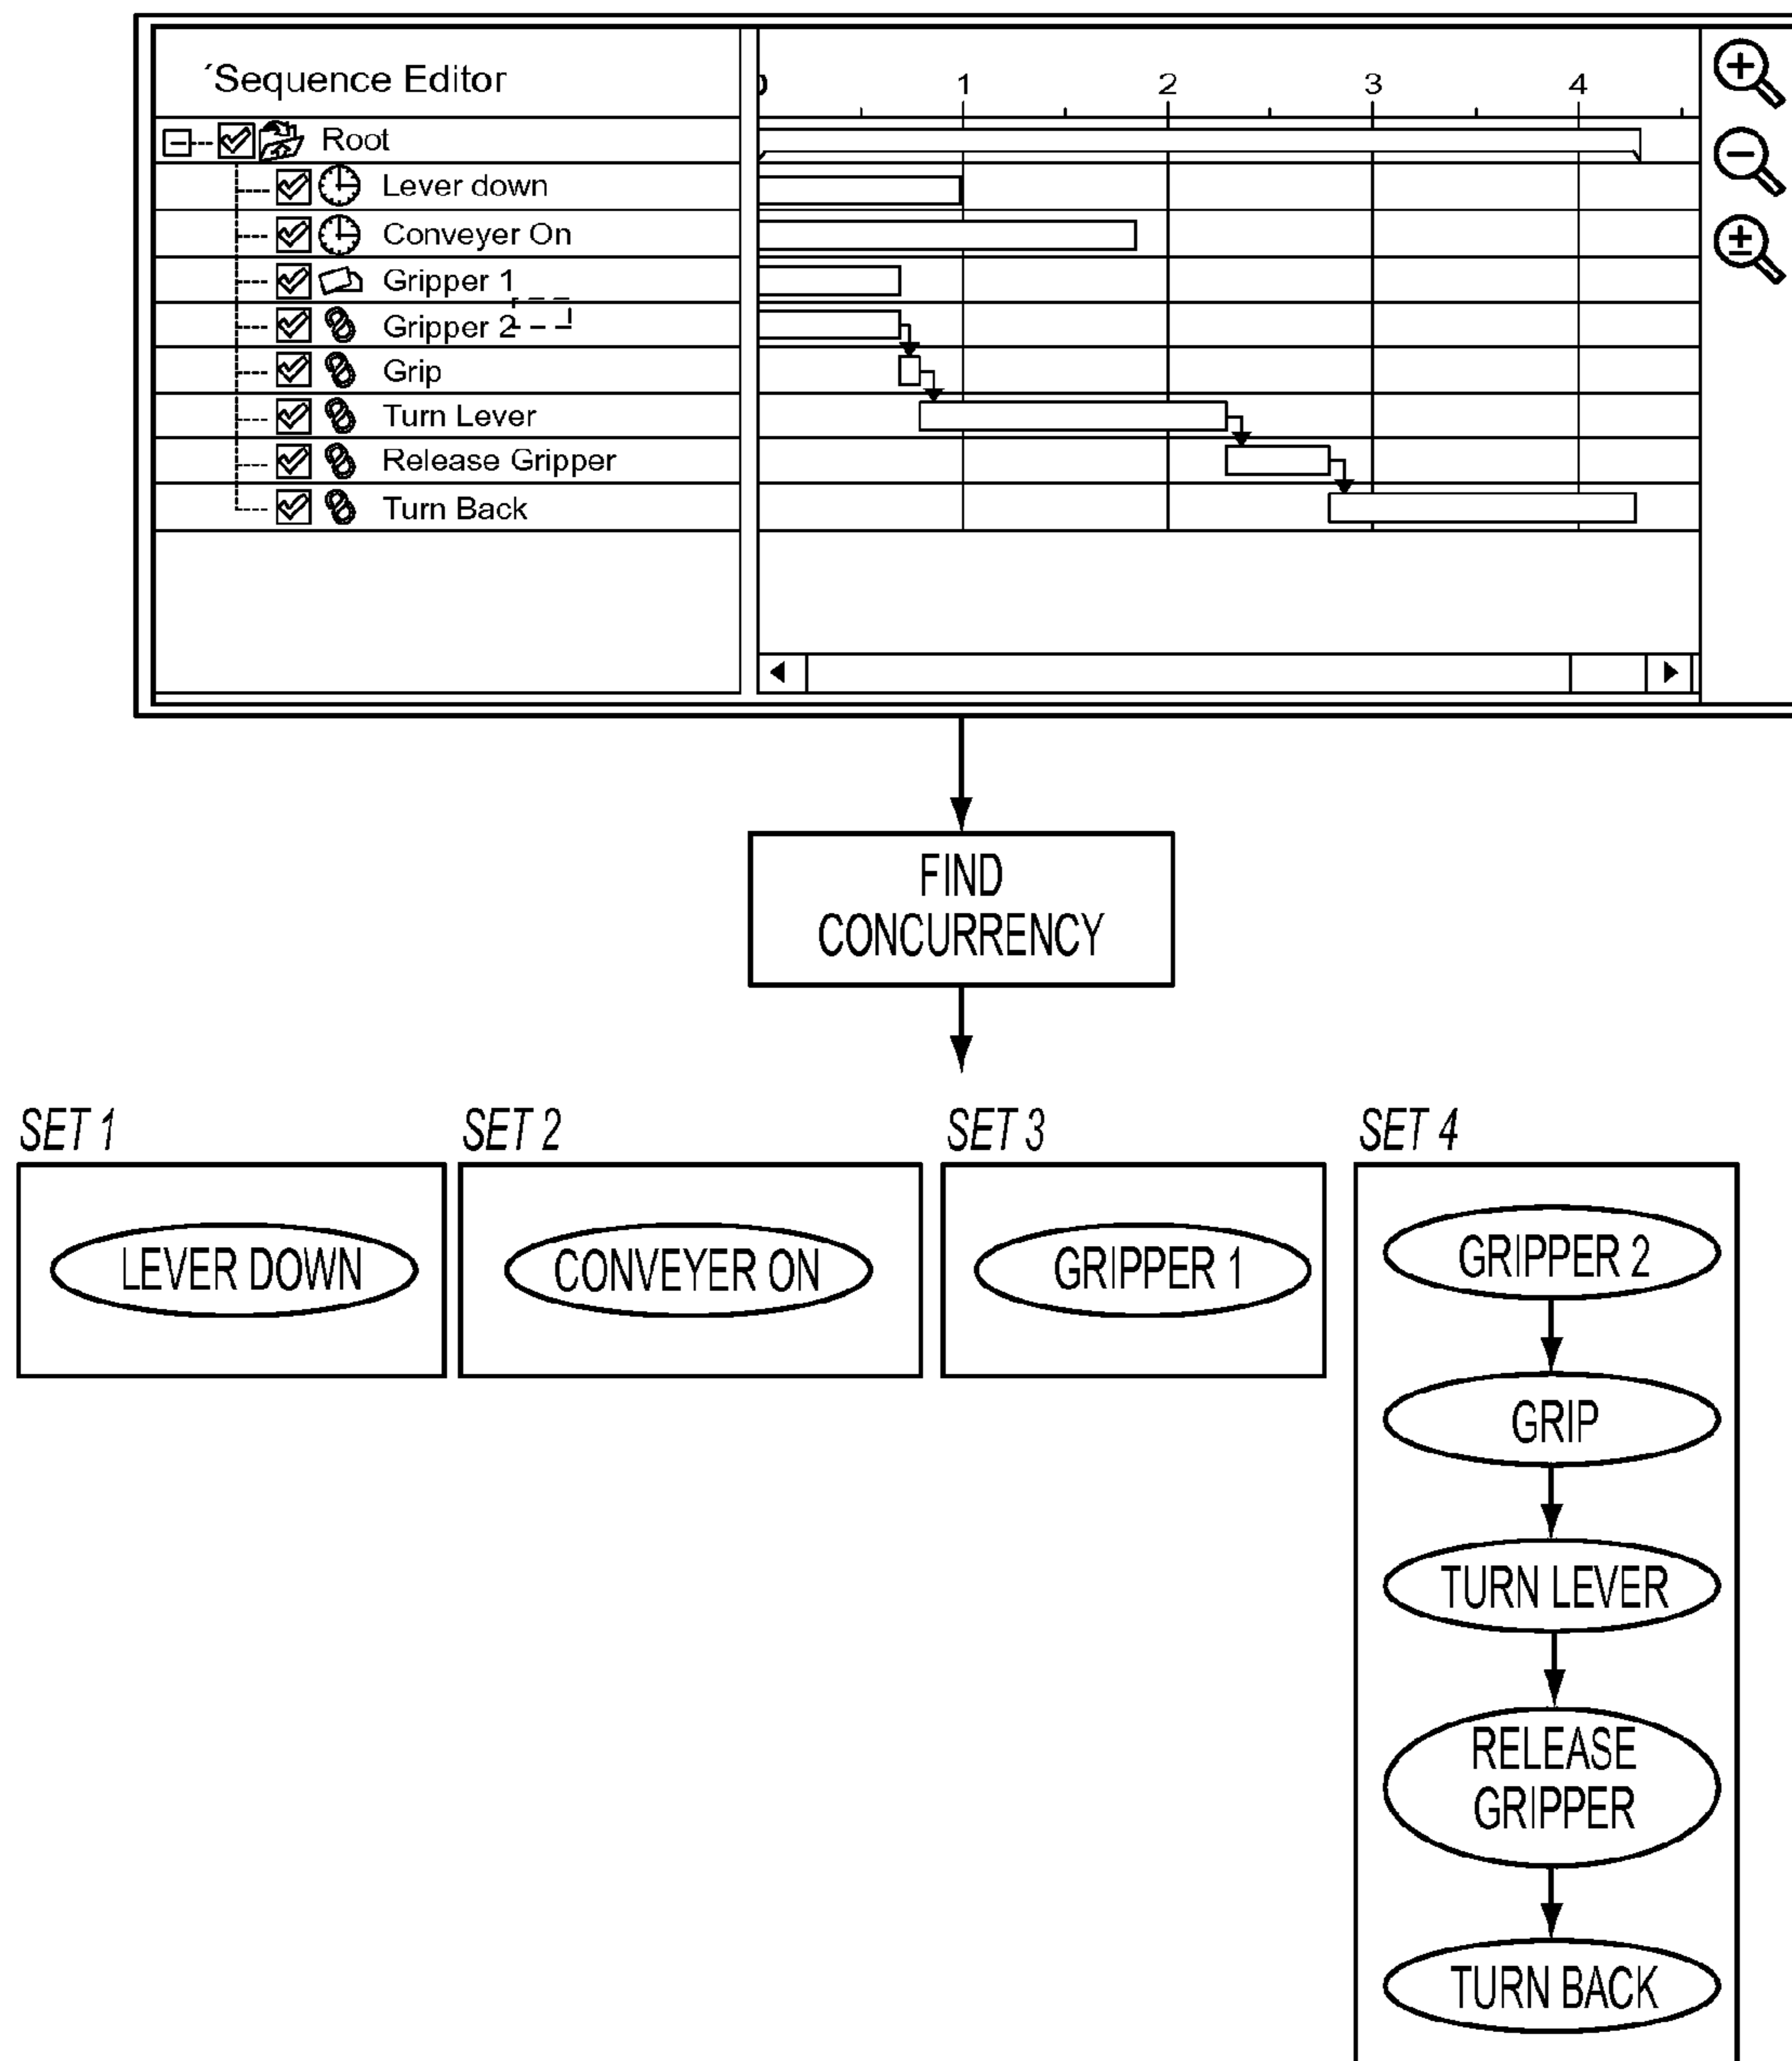 ´Sequence Editor
0 1 2 3 4
Root
Lever down
Conveyer On
Gripper 1
Gripper 2
Grip
Turn Lever
Release Gripper
Turn Back
FIND
CONCURRENCY
SET 1
SET 2
SET 3
SET 4
LEVER DOWN
CONVEYER ON
GRIPPER 1
GRIPPER 2
GRIP
TURN LEVER
RELEASE
GRIPPER
TURN BACK